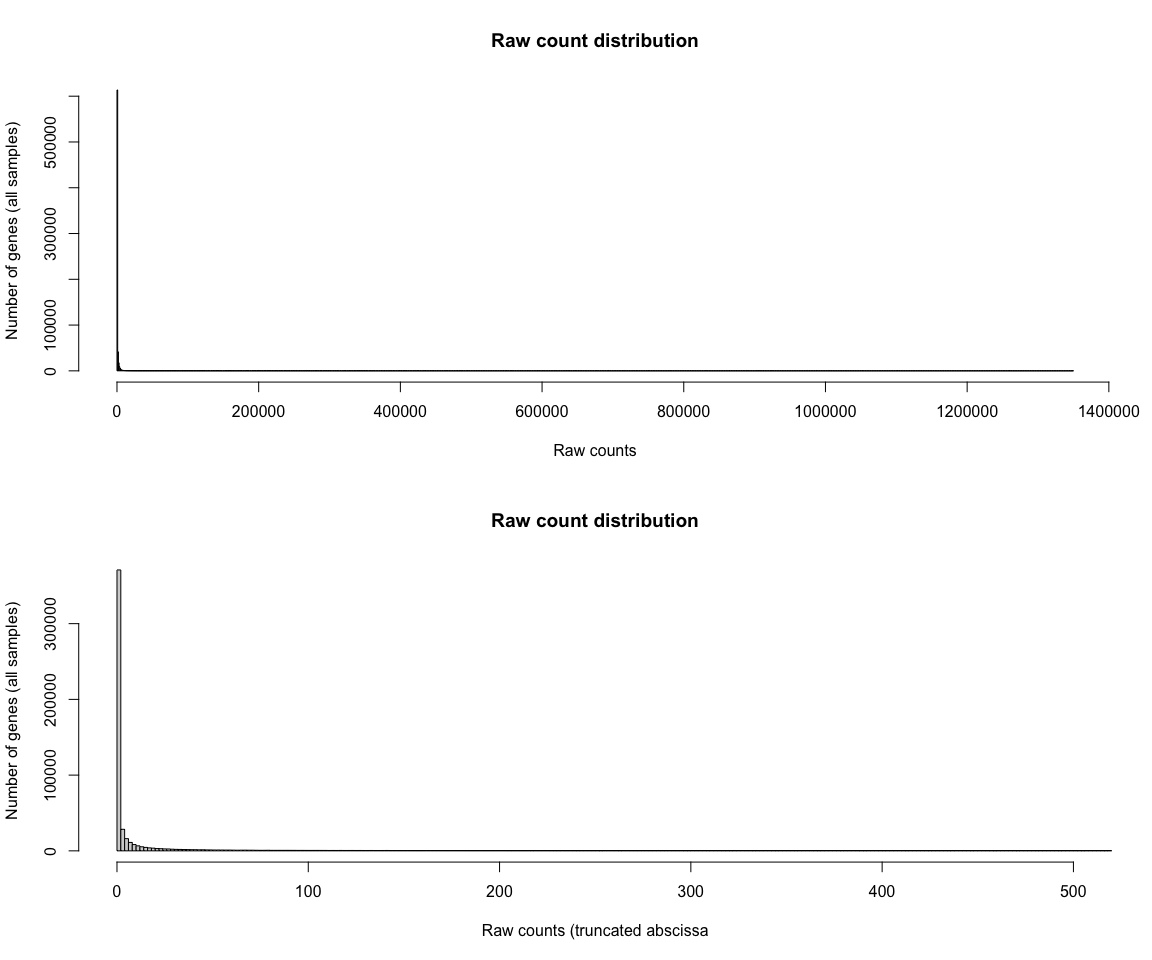 Raw count distribution
Number of genes (all samples)
500000
300000
100000
0
0 200000 400000 600000 800000 1000000 1200000 1400000
Raw counts
Raw count distribution
Number of genes (all samples)
300000
200000
100000
0
0 100 200 300 400 500
Raw counts (truncated abscissa